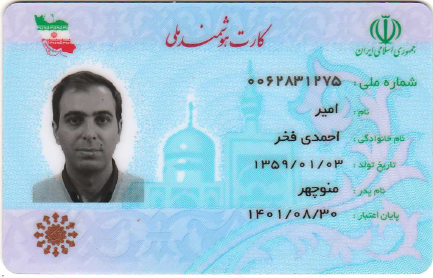 کارت هوشمند ملی
جمهوری اسلامی ایران
شماره ملی: ۰۰۶۲۸۳۱۲۷۵
نام: امیر
نام خانوادگی: احمدی فخر
تاریخ تولد: ۱۳۵۹/۰۱/۰۳
نام پدر: منوچهر
پایان اعتبار: ۱۴۰۱/۰۸/۳۰